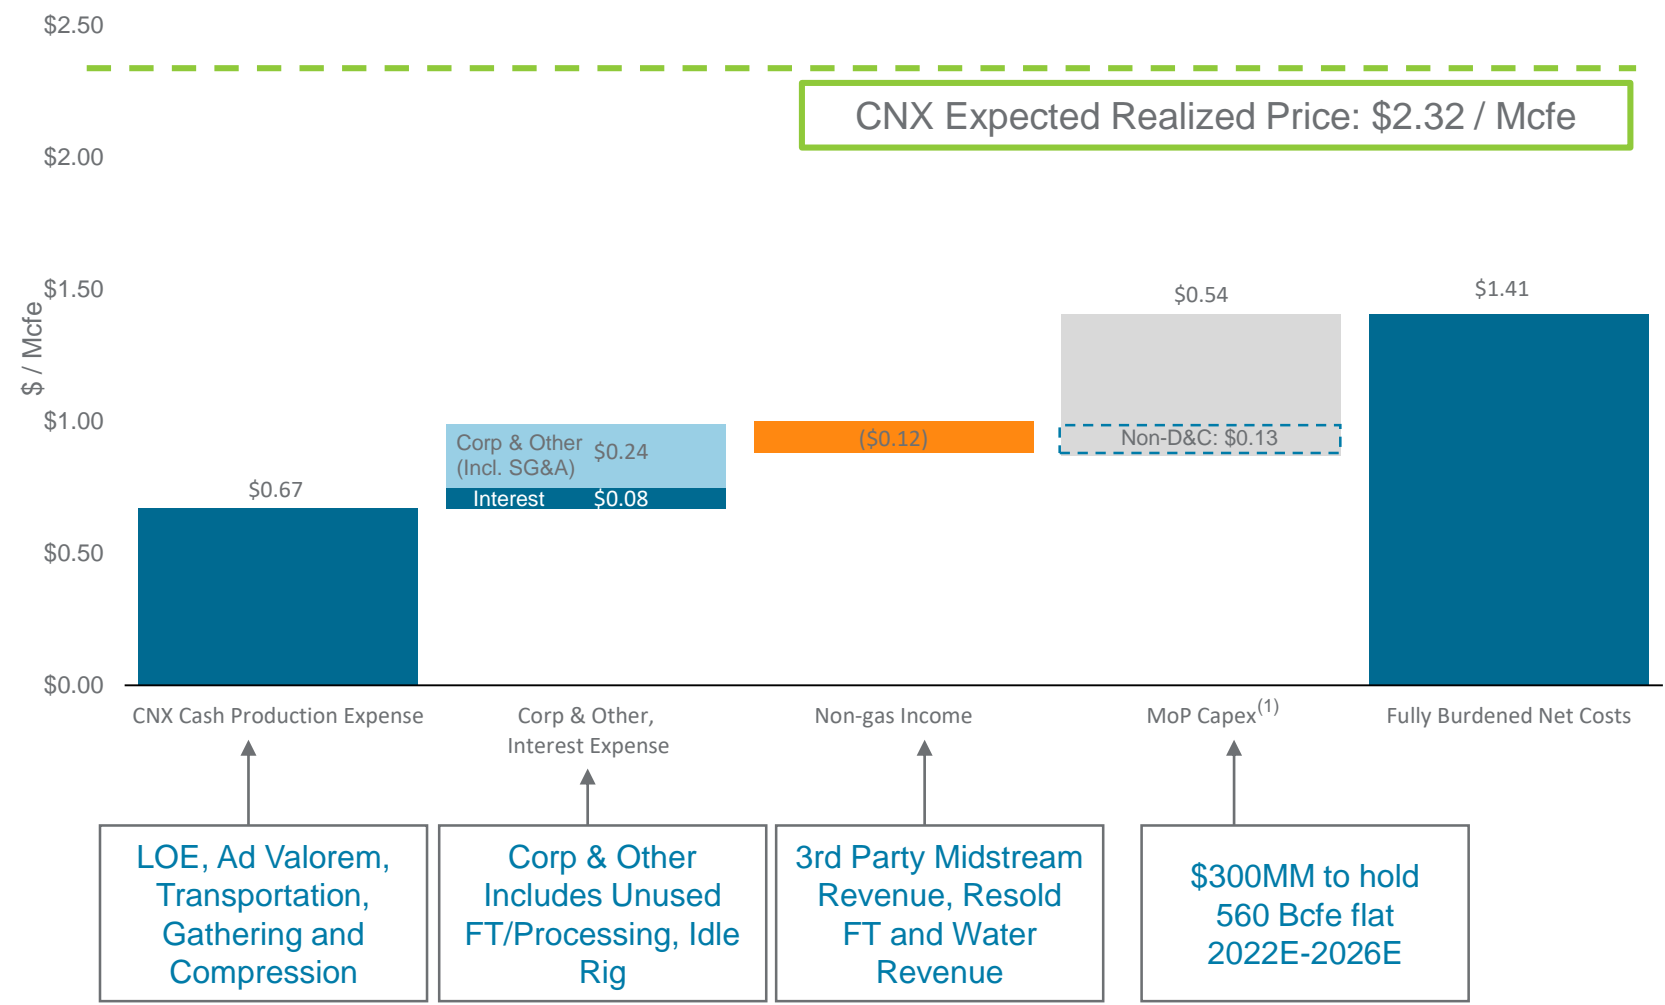 $2.50
CNX Expected Realized Price: $2.32 / Mcfe
$2.00
$1.50
$1.00
$0.50
$0.00
$ / Mcfe
$0.67
Corp & Other
(Incl. SG&A)
$0.24
Interest
$0.08
($0.12)
$0.54
Non-D&C: $0.13
$1.41
CNX Cash Production Expense
Corp & Other,
Interest Expense
Non-gas Income
MoP Capex(1)
Fully Burdened Net Costs
LOE, Ad Valorem,
Transportation,
Gathering and
Compression
Corp & Other
Includes Unused
FT/Processing, Idle
Rig
3rd Party Midstream
Revenue, Resold
FT and Water
Revenue
$300MM to hold
560 Bcfe flat
2022E-2026E